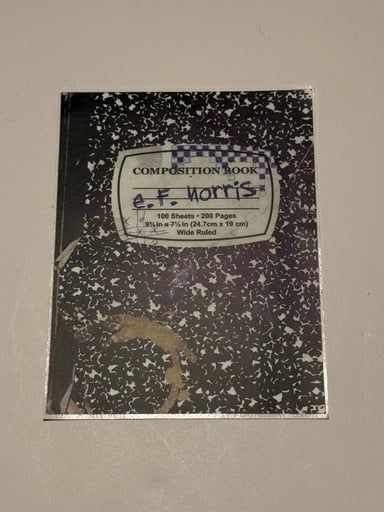 COMPOSITION BOOK
e. F. Norris
100 Sheets • 200 Pages
9¾ in x 7½ in (24.7cm x 19 cm)
Wide Ruled